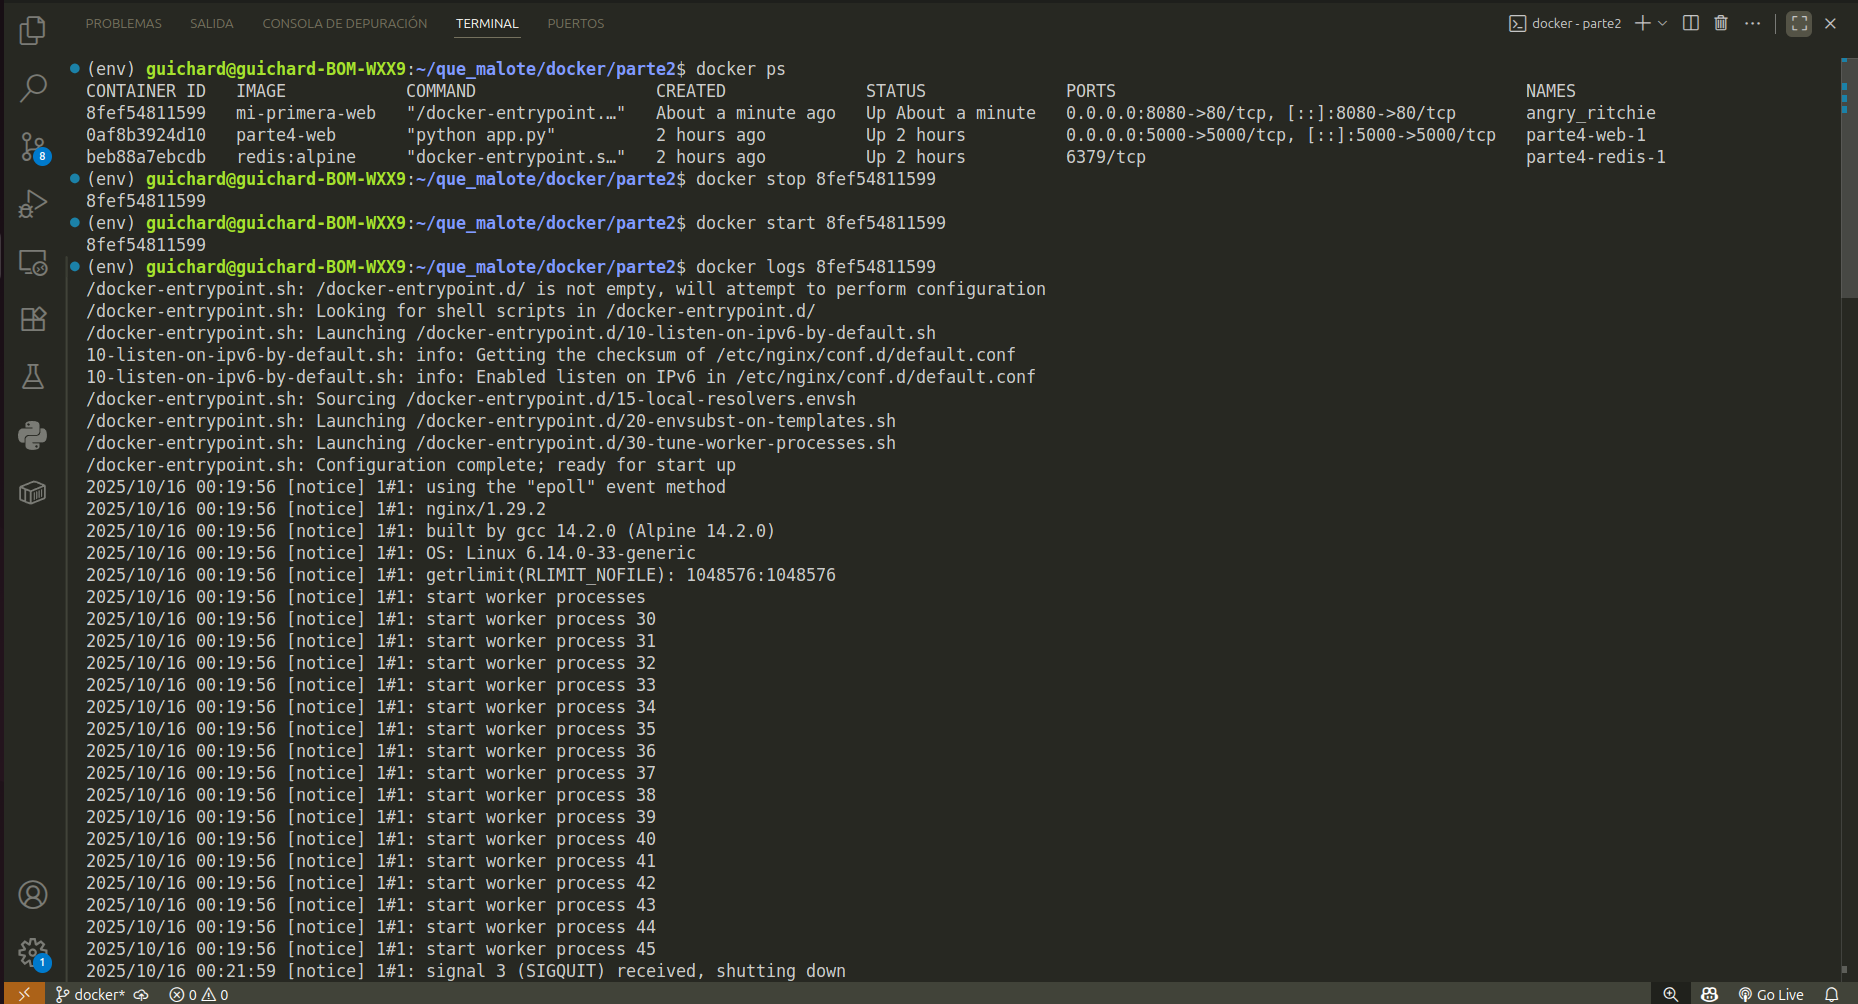 PROBLEMAS SALIDA CONSOLA DE DEPURACIÓN TERMINAL PUERTOS docker - parte2
(env) guichard@guichard-BOM-WXX9:~/que_malote/docker/parte2$ docker ps
CONTAINER ID IMAGE COMMAND CREATED STATUS PORTS NAMES
8fef54811599 mi-primera-web "/docker-entrypoint.…" About a minute ago Up About a minute 0.0.0.0:8080->80/tcp, [::]:8080->80/tcp angry_ritchie
0af8b3924d10 parte4-web "python app.py" 2 hours ago Up 2 hours 0.0.0.0:5000->5000/tcp, [::]:5000->5000/tcp parte4-web-1
beb88a7ebcdb redis:alpine "docker-entrypoint.s…" 2 hours ago Up 2 hours 6379/tcp parte4-redis-1
(env) guichard@guichard-BOM-WXX9:~/que_malote/docker/parte2$ docker stop 8fef54811599
8fef54811599
(env) guichard@guichard-BOM-WXX9:~/que_malote/docker/parte2$ docker start 8fef54811599
8fef54811599
(env) guichard@guichard-BOM-WXX9:~/que_malote/docker/parte2$ docker logs 8fef54811599
/docker-entrypoint.sh: /docker-entrypoint.d/ is not empty, will attempt to perform configuration
/docker-entrypoint.sh: Looking for shell scripts in /docker-entrypoint.d/
/docker-entrypoint.sh: Launching /docker-entrypoint.d/10-listen-on-ipv6-by-default.sh
10-listen-on-ipv6-by-default.sh: info: Getting the checksum of /etc/nginx/conf.d/default.conf
10-listen-on-ipv6-by-default.sh: info: Enabled listen on IPv6 in /etc/nginx/conf.d/default.conf
/docker-entrypoint.sh: Sourcing /docker-entrypoint.d/15-local-resolvers.envsh
/docker-entrypoint.sh: Launching /docker-entrypoint.d/20-envsubst-on-templates.sh
/docker-entrypoint.sh: Launching /docker-entrypoint.d/30-tune-worker-processes.sh
/docker-entrypoint.sh: Configuration complete; ready for start up
2025/10/16 00:19:56 [notice] 1#1: using the "epoll" event method
2025/10/16 00:19:56 [notice] 1#1: nginx/1.29.2
2025/10/16 00:19:56 [notice] 1#1: built by gcc 14.2.0 (Alpine 14.2.0)
2025/10/16 00:19:56 [notice] 1#1: OS: Linux 6.14.0-33-generic
2025/10/16 00:19:56 [notice] 1#1: getrlimit(RLIMIT_NOFILE): 1048576:1048576
2025/10/16 00:19:56 [notice] 1#1: start worker processes
2025/10/16 00:19:56 [notice] 1#1: start worker process 30
2025/10/16 00:19:56 [notice] 1#1: start worker process 31
2025/10/16 00:19:56 [notice] 1#1: start worker process 32
2025/10/16 00:19:56 [notice] 1#1: start worker process 33
2025/10/16 00:19:56 [notice] 1#1: start worker process 34
2025/10/16 00:19:56 [notice] 1#1: start worker process 35
2025/10/16 00:19:56 [notice] 1#1: start worker process 36
2025/10/16 00:19:56 [notice] 1#1: start worker process 37
2025/10/16 00:19:56 [notice] 1#1: start worker process 38
2025/10/16 00:19:56 [notice] 1#1: start worker process 39
2025/10/16 00:19:56 [notice] 1#1: start worker process 40
2025/10/16 00:19:56 [notice] 1#1: start worker process 41
2025/10/16 00:19:56 [notice] 1#1: start worker process 42
2025/10/16 00:19:56 [notice] 1#1: start worker process 43
2025/10/16 00:19:56 [notice] 1#1: start worker process 44
2025/10/16 00:19:56 [notice] 1#1: start worker process 45
2025/10/16 00:21:59 [notice] 1#1: signal 3 (SIGQUIT) received, shutting down
8
1
docker* 0 0 Go Live